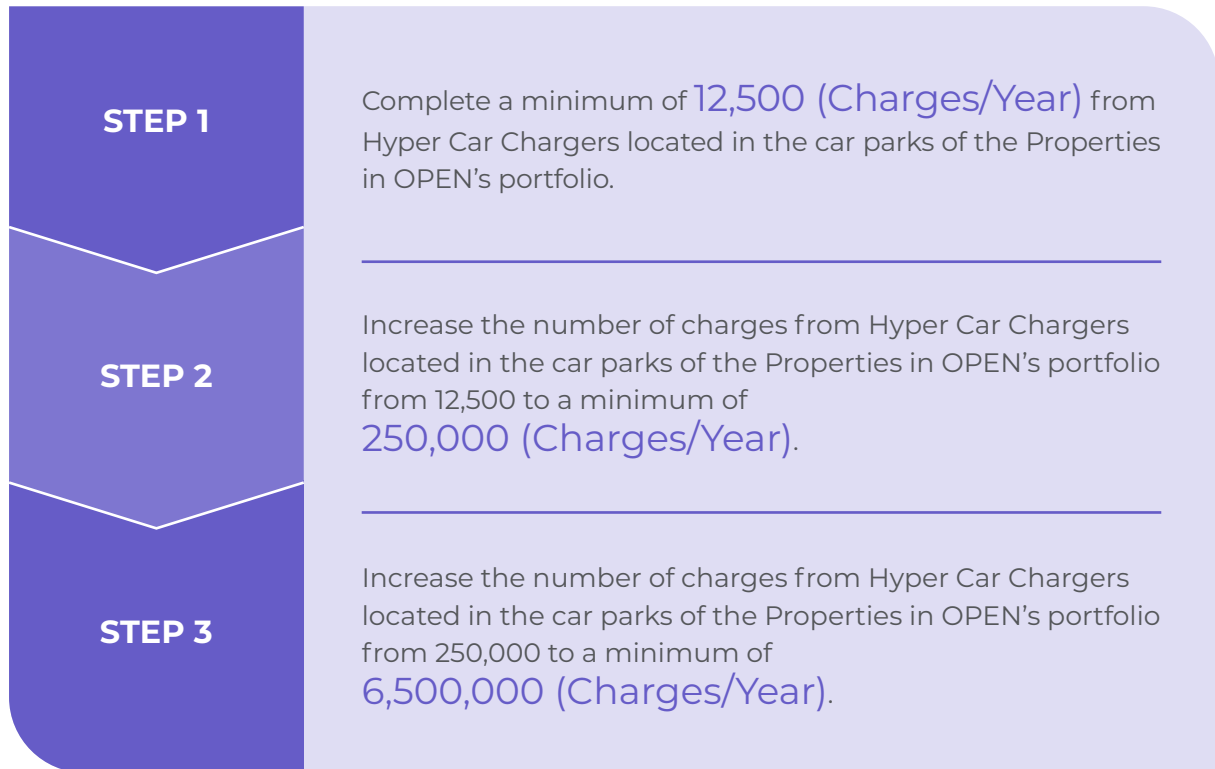 STEP 1
Complete a minimum of 12,500 (Charges/Year) from
Hyper Car Chargers located in the car parks of the Properties
in OPEN’s portfolio.
STEP 2
Increase the number of charges from Hyper Car Chargers
located in the car parks of the Properties in OPEN’s portfolio
from 12,500 to a minimum of
250,000 (Charges/Year).
STEP 3
Increase the number of charges from Hyper Car Chargers
located in the car parks of the Properties in OPEN’s portfolio
from 250,000 to a minimum of
6,500,000 (Charges/Year).